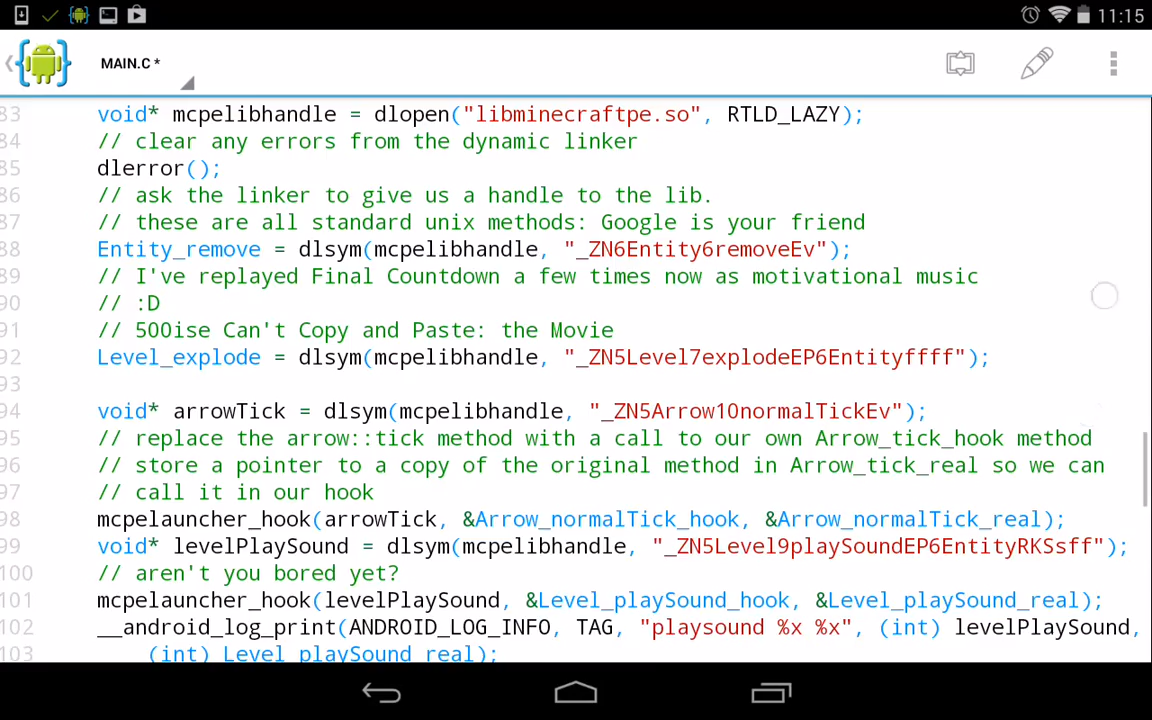 11:15
MAIN.C *
83 void* mcpelibhandle = dlopen("libminecraftpe.so", RTLD_LAZY);
84 // clear any errors from the dynamic linker
85 dlerror();
86 // ask the linker to give us a handle to the lib.
87 // these are all standard unix methods: Google is your friend
88 Entity_remove = dlsym(mcpelibhandle, "_ZN6Entity6removeEv");
89 // I've replayed Final Countdown a few times now as motivational music
90 // :D
91 // 500ise Can't Copy and Paste: the Movie
92 Level_explode = dlsym(mcpelibhandle, "_ZN5Level7explodeEP6Entityffff");
93
94 void* arrowTick = dlsym(mcpelibhandle, "_ZN5Arrow10normalTickEv");
95 // replace the arrow::tick method with a call to our own Arrow_tick_hook method
96 // store a pointer to a copy of the original method in Arrow_tick_real so we can
97 // call it in our hook
98 mcpelauncher_hook(arrowTick, &Arrow_normalTick_hook, &Arrow_normalTick_real);
99 void* levelPlaySound = dlsym(mcpelibhandle, "_ZN5Level9playSoundEP6EntityRKSsff");
100 // aren't you bored yet?
101 mcpelauncher_hook(levelPlaySound, &Level_playSound_hook, &Level_playSound_real);
102 __android_log_print(ANDROID_LOG_INFO, TAG, "playsound %x %x", (int) levelPlaySound,
103 (int) Level_playSound_real);